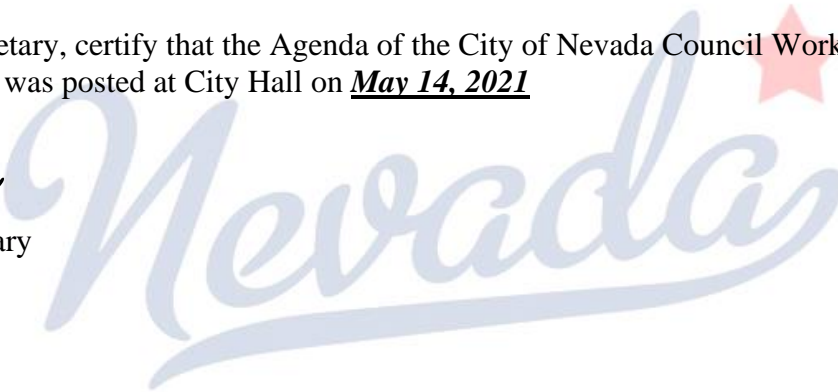 etary, certify that the Agenda of the City of Nevada Council Work
was posted at City Hall on May 14, 2021
ary
Nevada